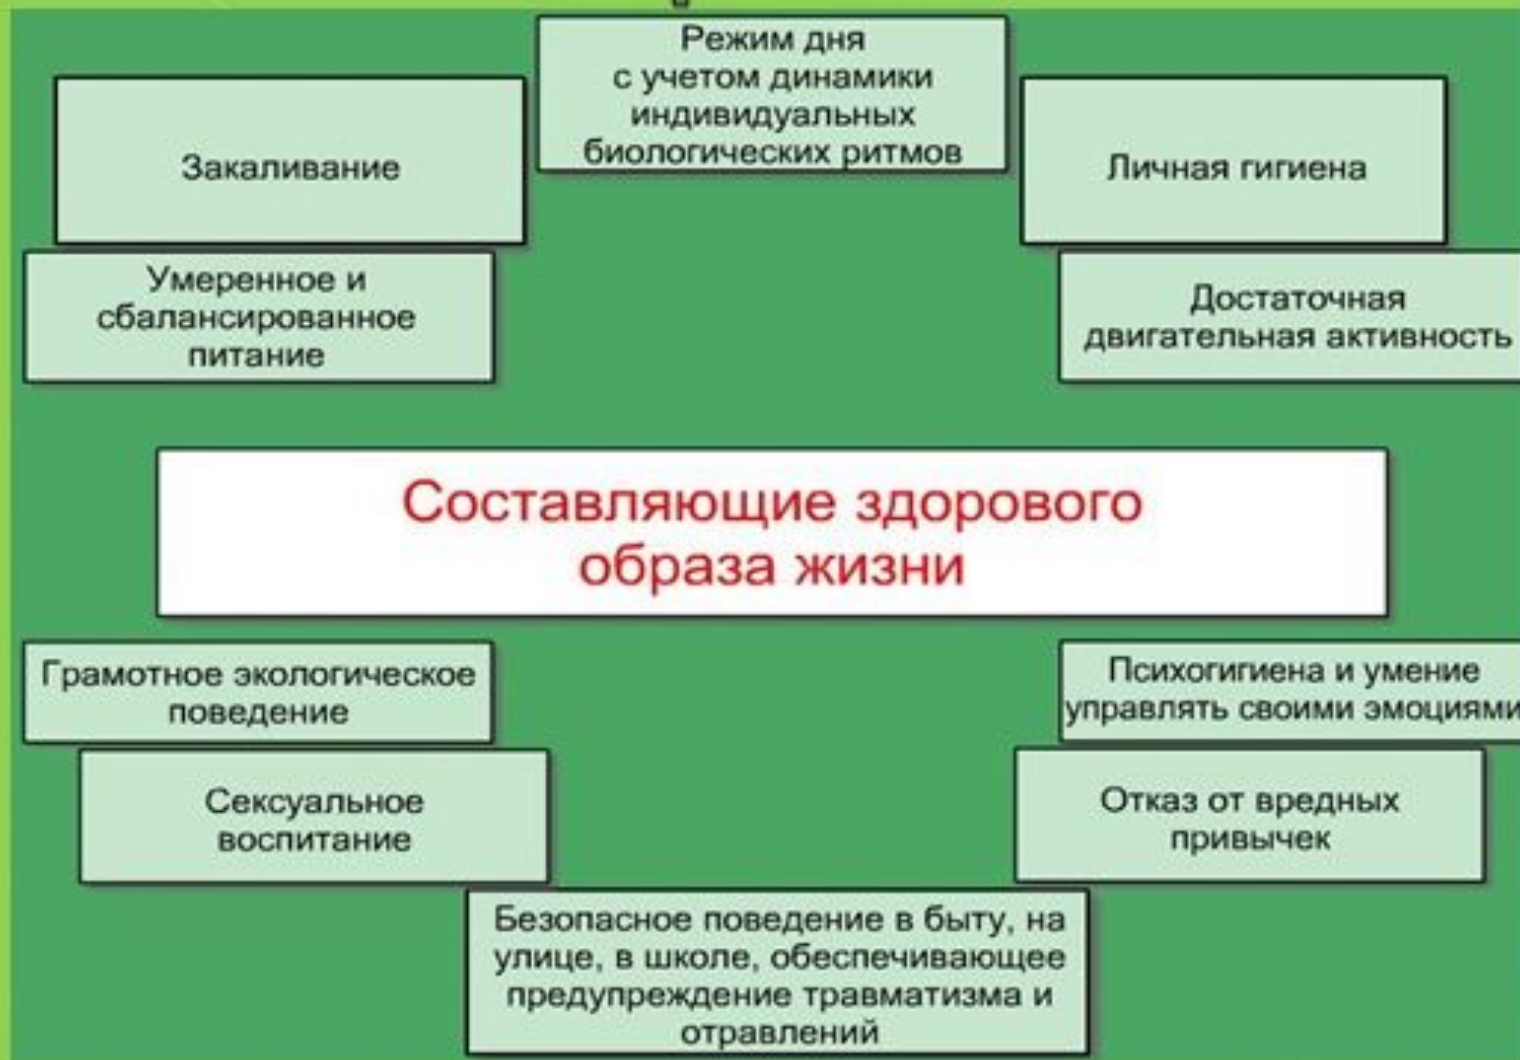 Режим дня
с учетом динамики
индивидуальных
биологических ритмов
Закаливание
Личная гигиена
Умеренное и
сбалансированное
питание
Достаточная
двигательная активность
Составляющие здорового
образа жизни
Грамотное экологическое
поведение
Психогигиена и умение
управлять своими эмоциями
Сексуальное
воспитание
Отказ от вредных
привычек
Безопасное поведение в быту, на
улице, в школе, обеспечивающее
предупреждение травматизма и
отравлений